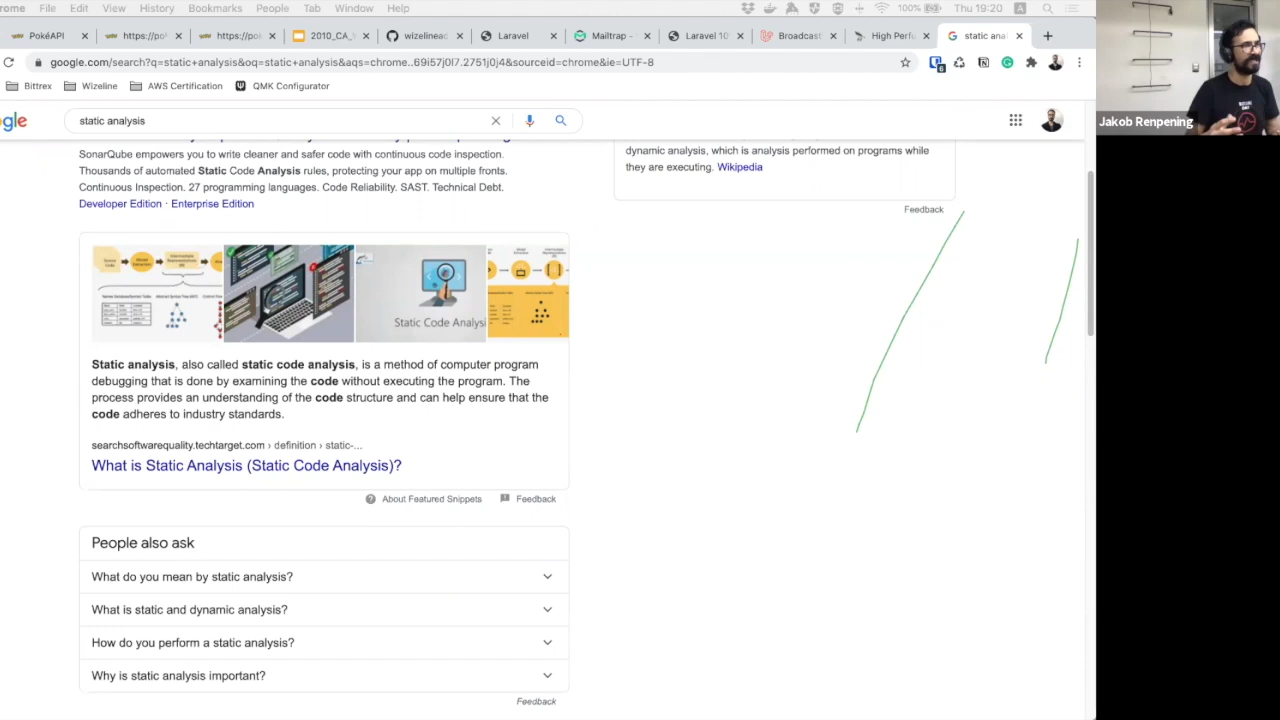 rome File Edit View History Bookmarks People Tab Window Help 100% Thu 19:20 A
PokéAPI https://pol https://pol 2010_CA_ wizelineac Laravel Mailtrap - Laravel 10 Broadcast High Perfu static anal
google.com/search?q=static+analysis&oq=static+analysis&aqs=chrome..69i57j0l7.2751j0j4&sourceid=chrome&ie=UTF-8
6
Bittrex Wizeline AWS Certification QMK Configurator
gle static analysis
SonarQube empowers you to write cleaner and safer code with continuous code inspection.
Thousands of automated Static Code Analysis rules, protecting your app on multiple fronts.
Continuous Inspection. 27 programming languages. Code Reliability. SAST. Technical Debt.
Developer Edition · Enterprise Edition
dynamic analysis, which is analysis performed on programs while
they are executing. Wikipedia
Feedback
Static Code Analysi
Static analysis, also called static code analysis, is a method of computer program
debugging that is done by examining the code without executing the program. The
process provides an understanding of the code structure and can help ensure that the
code adheres to industry standards.
searchsoftwarequality.techtarget.com › definition › static-...
What is Static Analysis (Static Code Analysis)?
About Featured Snippets Feedback
People also ask
What do you mean by static analysis?
What is static and dynamic analysis?
How do you perform a static analysis?
Why is static analysis important?
Feedback
Jakob Renpening